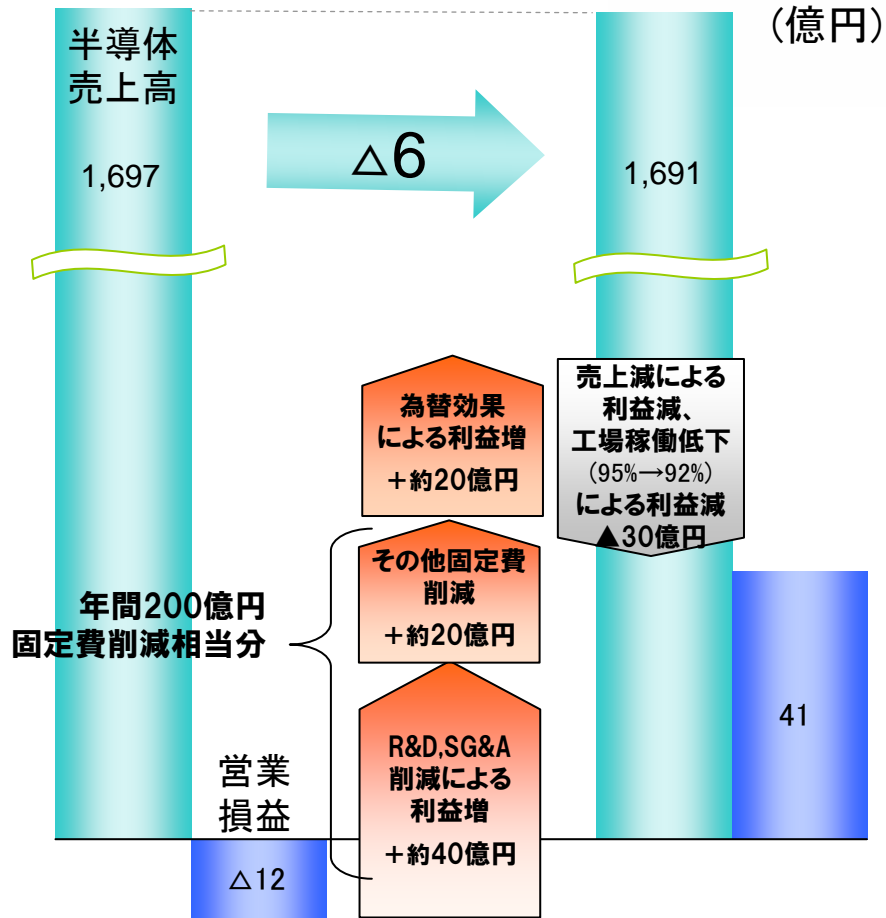 (億円)
半導体
売上高
1,697
△6
1,691
為替効果
による利益増
＋約20億円
売上減による
利益減、
工場稼働低下
(95%→92%)
による利益減
▲30億円
その他固定費
削減
＋約20億円
年間200億円
固定費削減相当分
R&D,SG&A
削減による
利益増
＋約40億円
41
営業
損益
△12